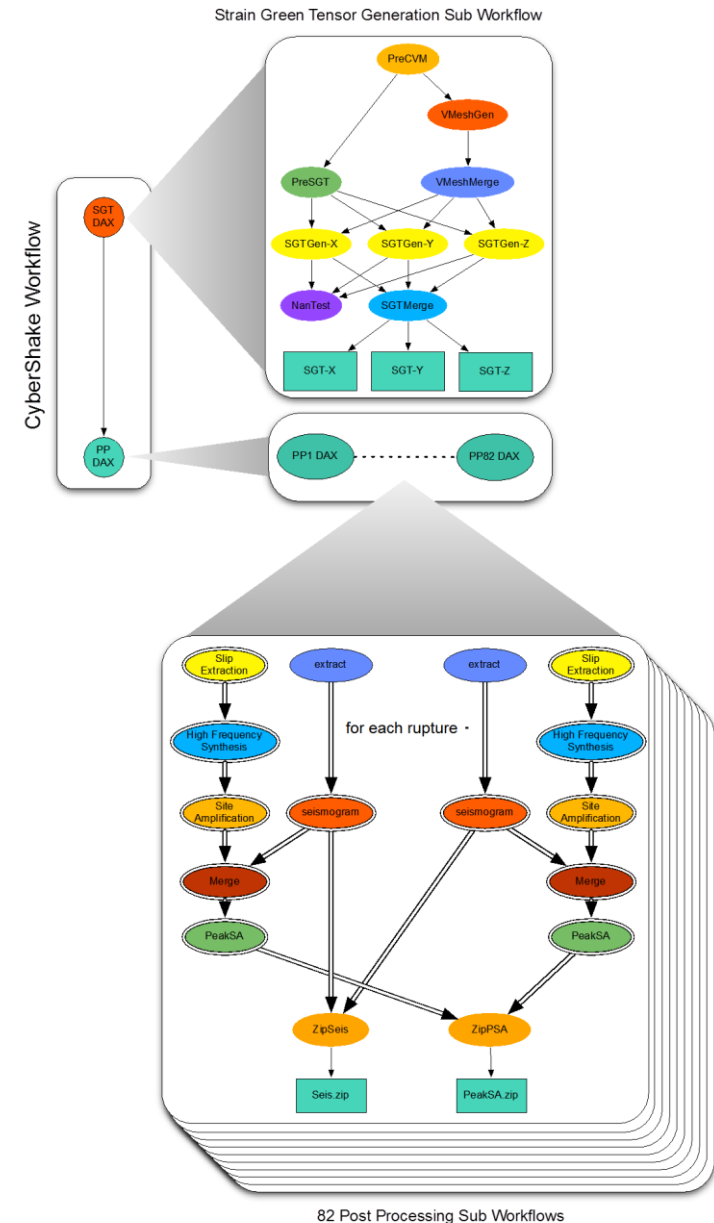 Strain Green Tensor Generation Sub Workflow
PreCVM
VMeshGen
PreSGT
VMeshMerge
SGTGen-X
SGTGen-Y
SGTGen-Z
NanTest
SGTMerge
SGT-X
SGT-Y
SGT-Z
CyberShake Workflow
SGT
DAX
PP
DAX
PP1 DAX
PP82 DAX
Slip
Extraction
extract
extract
Slip
Extraction
for each rupture -
High Frequency
Synthesis
High Frequency
Synthesis
Site
Amplification
seismogram
seismogram
Site
Amplification
Merge
Merge
PeakSA
PeakSA
ZipSeis
ZipPSA
Seis.zip
PeakSA.zip
82 Post Processing Sub Workflows